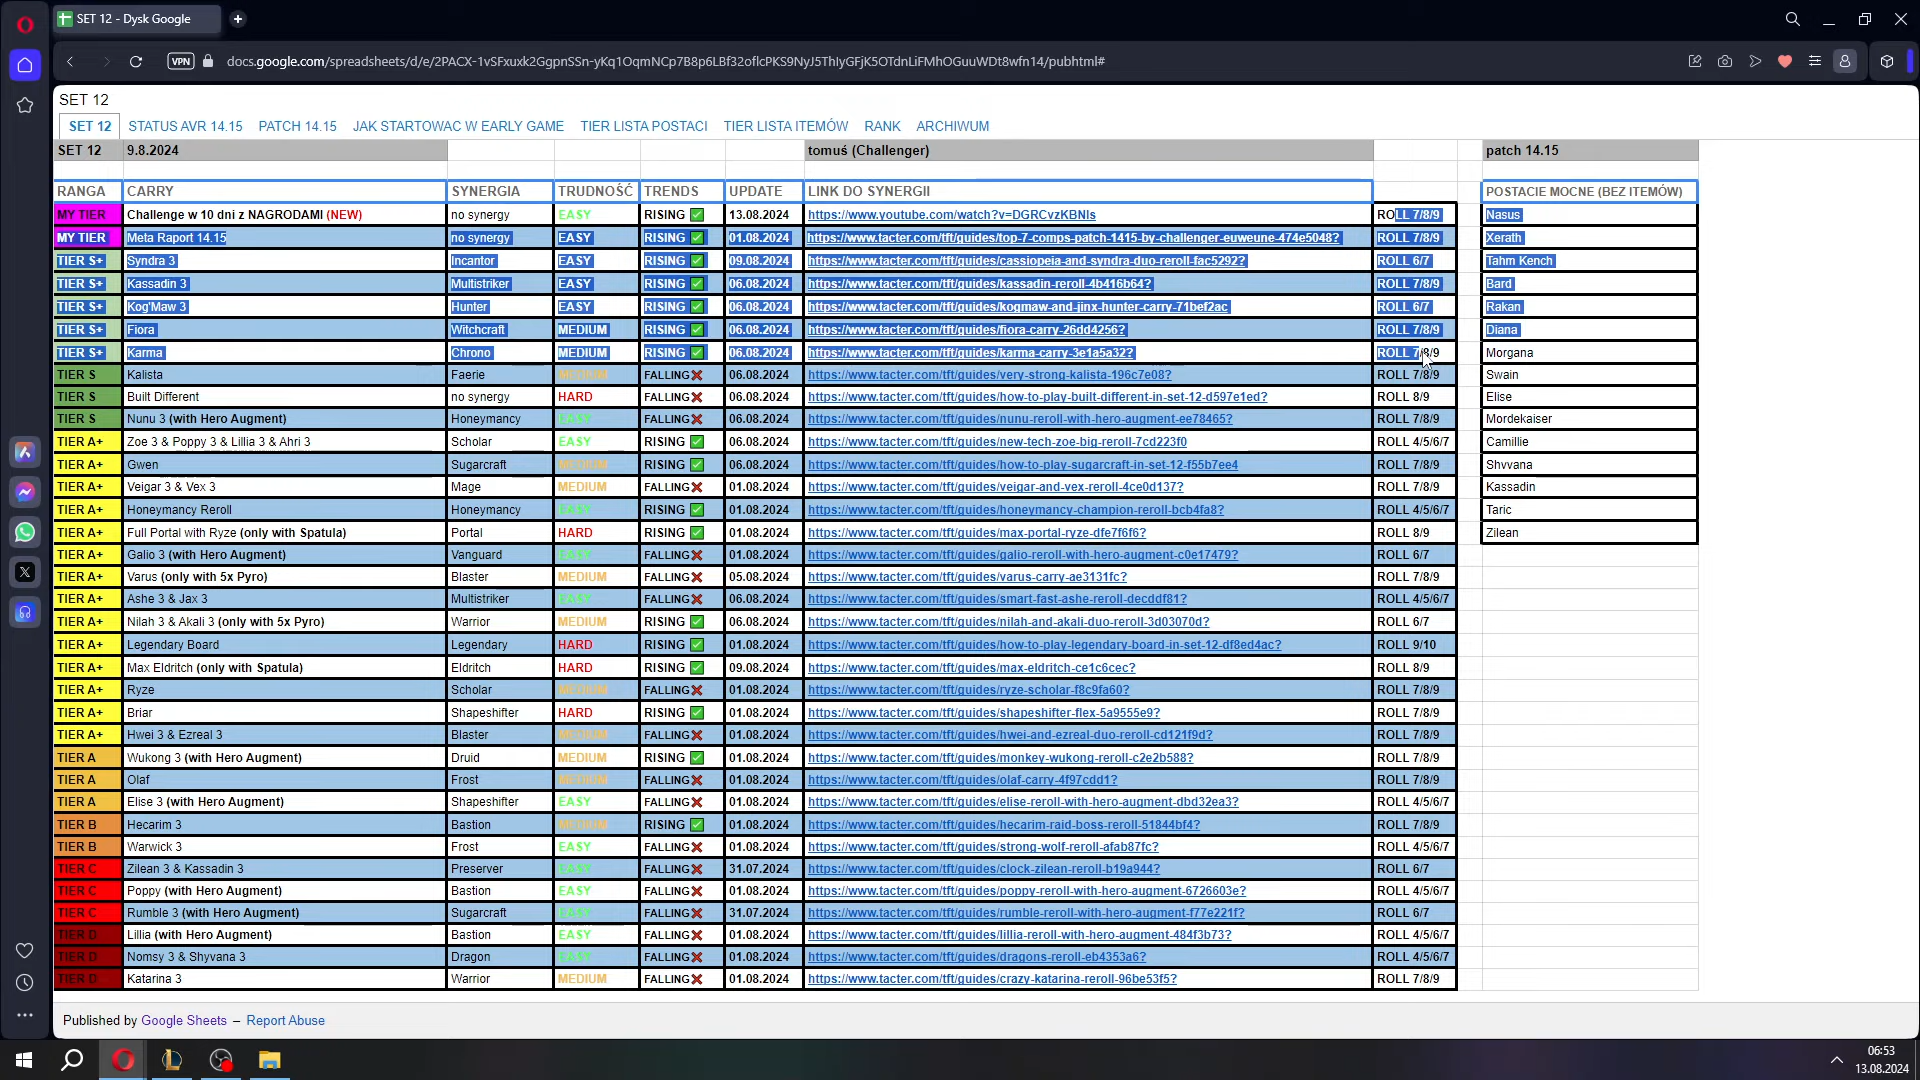 SET 12 - Dysk Google
VPN
docs.google.com/spreadsheets/d/e/2PACX-1vSFxuxk2GgpnSSn-yKq1OqmNCp7B8p6LBf32oflcPKS9NyJ5ThIyGFjK5OTdnLiFMhOGuuWDt8wfn14/pubhtml#
SET 12
SET 12 STATUS AVR 14.15 PATCH 14.15 JAK STARTOWAC W EARLY GAME TIER LISTA POSTACI TIER LISTA ITEMÓW RANK ARCHIWUM
SET 12 9.8.2024 tomuś (Challenger) patch 14.15
RANGA CARRY SYNERGIA TRUDNOŚĆ TRENDS UPDATE LINK DO SYNERGII POSTACIE MOCNE (BEZ ITEMÓW)
MY TIER Challenge w 10 dni z NAGRODAMI (NEW) no synergy EASY RISING ✅ 13.08.2024 https://www.youtube.com/watch?v=DGRCvzKBNIs ROLL 7/8/9 Nasus
MY TIER Meta Raport 14.15 no synergy EASY RISING ✅ 01.08.2024 https://www.tacter.com/tft/guides/top-7-comps-patch-1415-by-challenger-euweune-474e5048? ROLL 7/8/9 Xerath
TIER S+ Syndra 3 Incantor EASY RISING ✅ 09.08.2024 https://www.tacter.com/tft/guides/cassiopeia-and-syndra-duo-reroll-fac5292? ROLL 6/7 Tahm Kench
TIER S+ Kassadin 3 Multistriker EASY RISING ✅ 06.08.2024 https://www.tacter.com/tft/guides/kassadin-reroll-4b416b64? ROLL 7/8/9 Bard
TIER S+ Kog'Maw 3 Hunter EASY RISING ✅ 06.08.2024 https://www.tacter.com/tft/guides/kogmaw-and-jinx-hunter-carry-71bef2ac ROLL 6/7 Rakan
TIER S+ Fiora Witchcraft MEDIUM RISING ✅ 06.08.2024 https://www.tacter.com/tft/guides/fiora-carry-26dd4256? ROLL 7/8/9 Diana
TIER S+ Karma Chrono MEDIUM RISING ✅ 06.08.2024 https://www.tacter.com/tft/guides/karma-carry-3e1a5a32? ROLL 7/8/9 Morgana
TIER S Kalista Faerie MEDIUM FALLING❌ 06.08.2024 https://www.tacter.com/tft/guides/very-strong-kalista-196c7e08? ROLL 7/8/9 Swain
TIER S Built Different no synergy HARD FALLING❌ 06.08.2024 https://www.tacter.com/tft/guides/how-to-play-built-different-in-set-12-d597e1ed? ROLL 8/9 Elise
TIER S Nunu 3 (with Hero Augment) Honeymancy EASY FALLING❌ 06.08.2024 https://www.tacter.com/tft/guides/nunu-reroll-with-hero-augment-ee78465? ROLL 7/8/9 Mordekaiser
TIER A+ Zoe 3 & Poppy 3 & Lillia 3 & Ahri 3 Scholar EASY RISING ✅ 06.08.2024 https://www.tacter.com/tft/guides/new-tech-zoe-big-reroll-7cd223f0 ROLL 4/5/6/7 Camillie
TIER A+ Gwen Sugarcraft MEDIUM RISING ✅ 06.08.2024 https://www.tacter.com/tft/guides/how-to-play-sugarcraft-in-set-12-f55b7ee4 ROLL 7/8/9 Shvvana
TIER A+ Veigar 3 & Vex 3 Mage MEDIUM FALLING❌ 01.08.2024 https://www.tacter.com/tft/guides/veigar-and-vex-reroll-4ce0d137? ROLL 7/8/9 Kassadin
TIER A+ Honeymancy Reroll Honeymancy EASY RISING ✅ 01.08.2024 https://www.tacter.com/tft/guides/honeymancy-champion-reroll-bcb4fa8? ROLL 4/5/6/7 Taric
TIER A+ Full Portal with Ryze (only with Spatula) Portal HARD RISING ✅ 01.08.2024 https://www.tacter.com/tft/guides/max-portal-ryze-dfe7f6f6? ROLL 8/9 Zilean
TIER A+ Galio 3 (with Hero Augment) Vanguard EASY FALLING❌ 01.08.2024 https://www.tacter.com/tft/guides/galio-reroll-with-hero-augment-c0e17479? ROLL 6/7
TIER A+ Varus (only with 5x Pyro) Blaster MEDIUM FALLING❌ 05.08.2024 https://www.tacter.com/tft/guides/varus-carry-ae3131fc? ROLL 7/8/9
TIER A+ Ashe 3 & Jax 3 Multistriker EASY FALLING❌ 06.08.2024 https://www.tacter.com/tft/guides/smart-fast-ashe-reroll-decddf81? ROLL 4/5/6/7
TIER A+ Nilah 3 & Akali 3 (only with 5x Pyro) Warrior MEDIUM RISING ✅ 06.08.2024 https://www.tacter.com/tft/guides/nilah-and-akali-duo-reroll-3d03070d? ROLL 6/7
TIER A+ Legendary Board Legendary HARD RISING ✅ 01.08.2024 https://www.tacter.com/tft/guides/how-to-play-legendary-board-in-set-12-df8ed4ac? ROLL 9/10
TIER A+ Max Eldritch (only with Spatula) Eldritch HARD RISING ✅ 09.08.2024 https://www.tacter.com/tft/guides/max-eldritch-ce1c6cec? ROLL 8/9
TIER A+ Ryze Scholar MEDIUM FALLING❌ 01.08.2024 https://www.tacter.com/tft/guides/ryze-scholar-f8c9fa60? ROLL 7/8/9
TIER A+ Briar Shapeshifter HARD RISING ✅ 01.08.2024 https://www.tacter.com/tft/guides/shapeshifter-flex-5a9555e9? ROLL 7/8/9
TIER A+ Hwei 3 & Ezreal 3 Blaster MEDIUM FALLING❌ 01.08.2024 https://www.tacter.com/tft/guides/hwei-and-ezreal-duo-reroll-cd121f9d? ROLL 7/8/9
TIER A Wukong 3 (with Hero Augment) Druid MEDIUM RISING ✅ 01.08.2024 https://www.tacter.com/tft/guides/monkey-wukong-reroll-c2e2b588? ROLL 7/8/9
TIER A Olaf Frost MEDIUM FALLING❌ 01.08.2024 https://www.tacter.com/tft/guides/olaf-carry-4f97cdd1? ROLL 7/8/9
TIER A Elise 3 (with Hero Augment) Shapeshifter EASY FALLING❌ 01.08.2024 https://www.tacter.com/tft/guides/elise-reroll-with-hero-augment-dbd32ea3? ROLL 4/5/6/7
TIER B Hecarim 3 Bastion MEDIUM RISING ✅ 01.08.2024 https://www.tacter.com/tft/guides/hecarim-raid-boss-reroll-51844bf4? ROLL 7/8/9
TIER B Warwick 3 Frost EASY FALLING❌ 01.08.2024 https://www.tacter.com/tft/guides/strong-wolf-reroll-afab87fc? ROLL 4/5/6/7
TIER C Zilean 3 & Kassadin 3 Preserver EASY FALLING❌ 31.07.2024 https://www.tacter.com/tft/guides/clock-zilean-reroll-b19a944? ROLL 6/7
TIER C Poppy (with Hero Augment) Bastion EASY FALLING❌ 01.08.2024 https://www.tacter.com/tft/guides/poppy-reroll-with-hero-augment-6726603e? ROLL 4/5/6/7
TIER C Rumble 3 (with Hero Augment) Sugarcraft EASY FALLING❌ 31.07.2024 https://www.tacter.com/tft/guides/rumble-reroll-with-hero-augment-f77e221f? ROLL 6/7
TIER D Lillia (with Hero Augment) Bastion EASY FALLING❌ 01.08.2024 https://www.tacter.com/tft/guides/lillia-reroll-with-hero-augment-484f3b73? ROLL 4/5/6/7
TIER D Nomsy 3 & Shyvana 3 Dragon EASY FALLING❌ 01.08.2024 https://www.tacter.com/tft/guides/dragons-reroll-eb4353a6? ROLL 4/5/6/7
TIER D Katarina 3 Warrior MEDIUM FALLING❌ 01.08.2024 https://www.tacter.com/tft/guides/crazy-katarina-reroll-96be53f5? ROLL 7/8/9
Published by Google Sheets – Report Abuse
06:53
13.08.2024